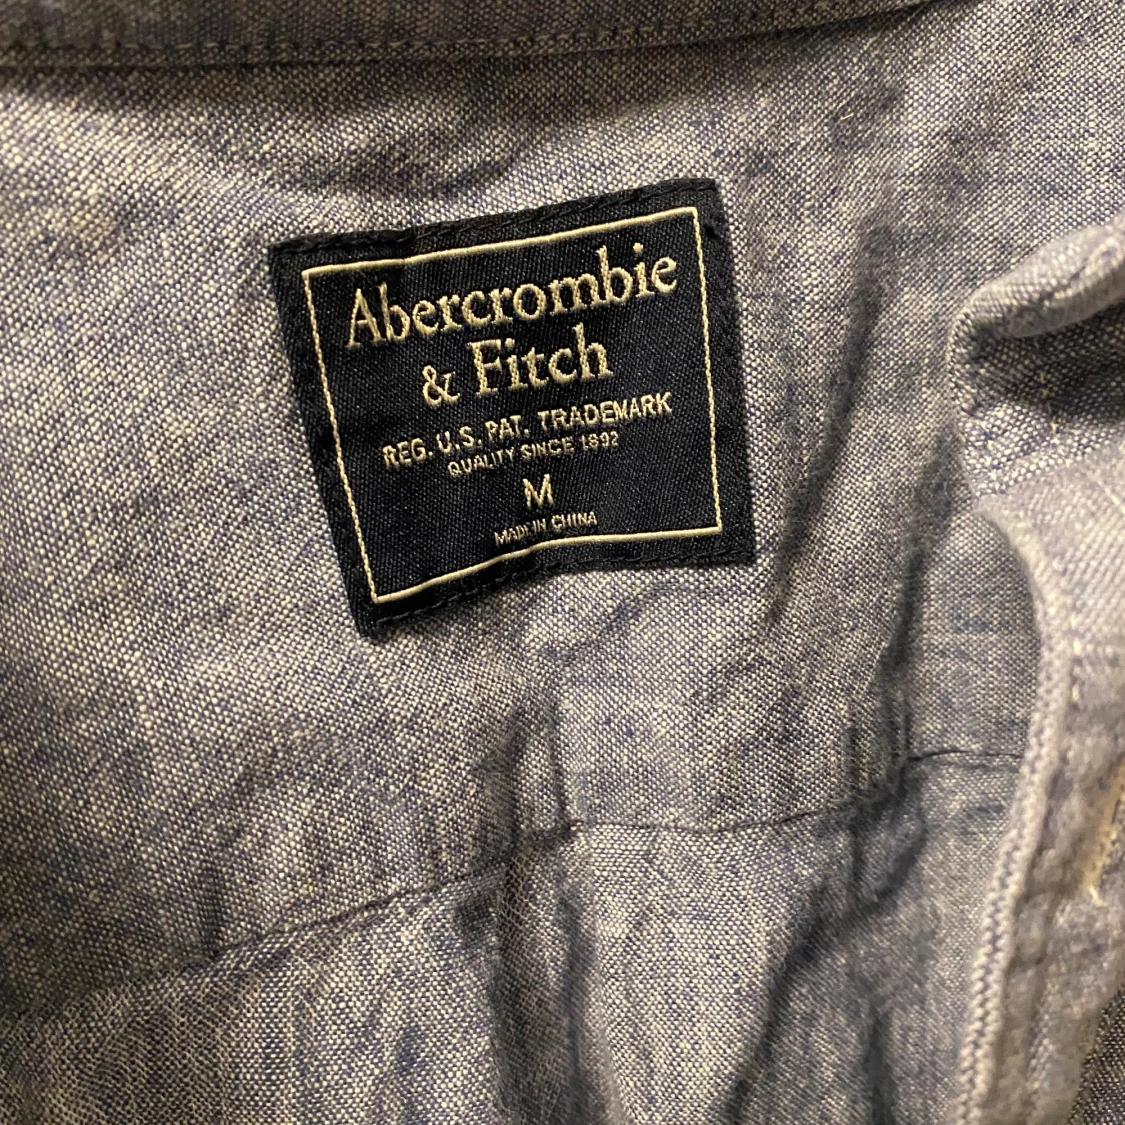 Abercrombie
& Fitch
REG. U.S. PAT. TRADEMARK
QUALITY SINCE 1892
M
MADE IN CHINA